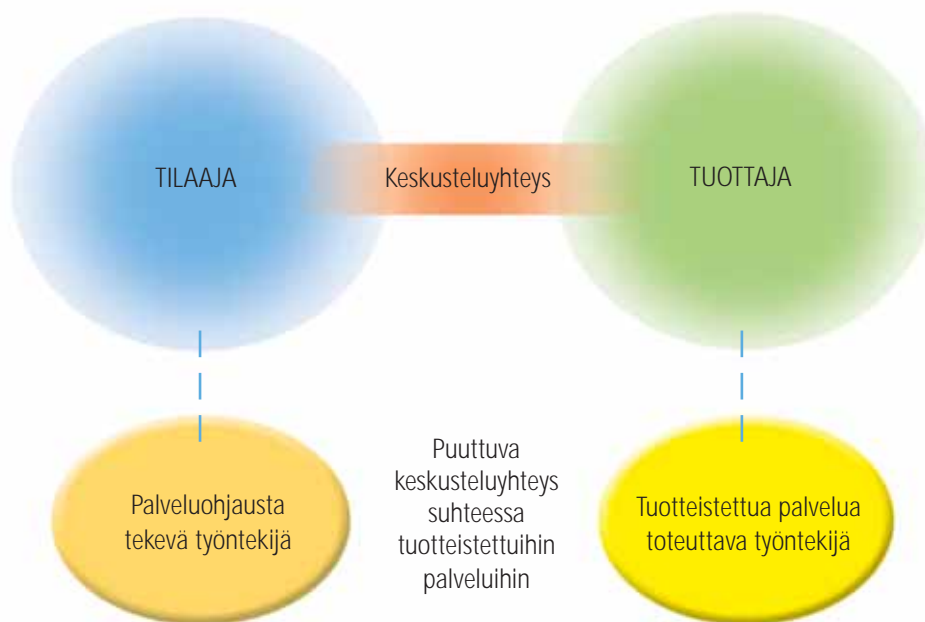 TILAAJA
Keskusteluyhteys
TUOTTAJA
Palveluohjausta
tekevä työntekijä
Puuttuva
keskusteluyhteys
suhteessa
tuotteistettuihin
palveluihin
Tuotteistettua palvelua
toteuttava työntekijä